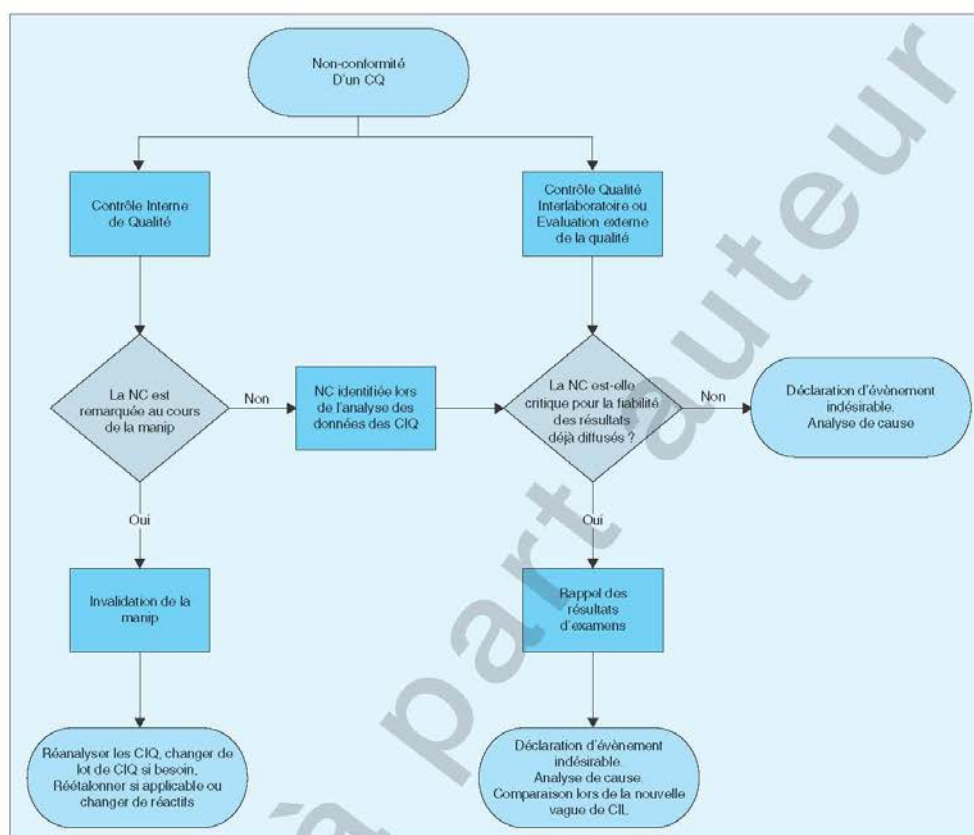 Non-conformité
D'un CQ
Contrôle Interne
de Qualité
Contrôle Qualité
Interlaboratoire ou
Evaluation externe
de la qualité
La NC est
remarquée au cours
de la manip
Non
NC identifiée lors
de l'analyse des
données des CIQ
La NC est-elle
critique pour la fiabilité
des résultats
déjà diffusés ?
Non
Déclaration d'évènement
indésirable.
Analyse de cause
Oui
Oui
Invalidation de la
manip
Rappel des
résultats
d'examens
Réanalyser les CIQ, changer de
lot de CIQ si besoin,
Réétalonner si applicable ou
changer de réactifs
Déclaration d'évènement
indésirable.
Analyse de cause.
Comparaison lors de la nouvelle
vague de CIL
à part auteur